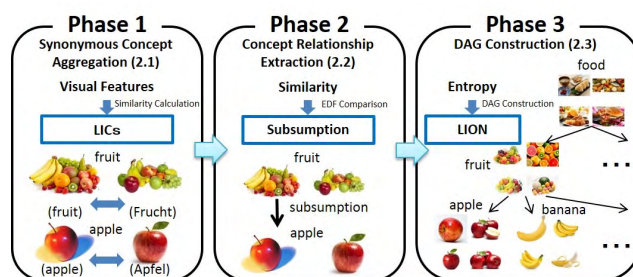 Phase 1
Synonymous Concept
Aggregation (2.1)
Visual Features
Similarity Calculation
LICs
fruit
(fruit)
(Frucht)
apple
(apple)
(Apfel)
Phase 2
Concept Relationship
Extraction (2.2)
Similarity
EDF Comparison
Subsumption
fruit
subsumption
apple
Phase 3
DAG Construction (2.3)
food
Entropy
DAG Construction
LION
fruit
...
apple
banana
...